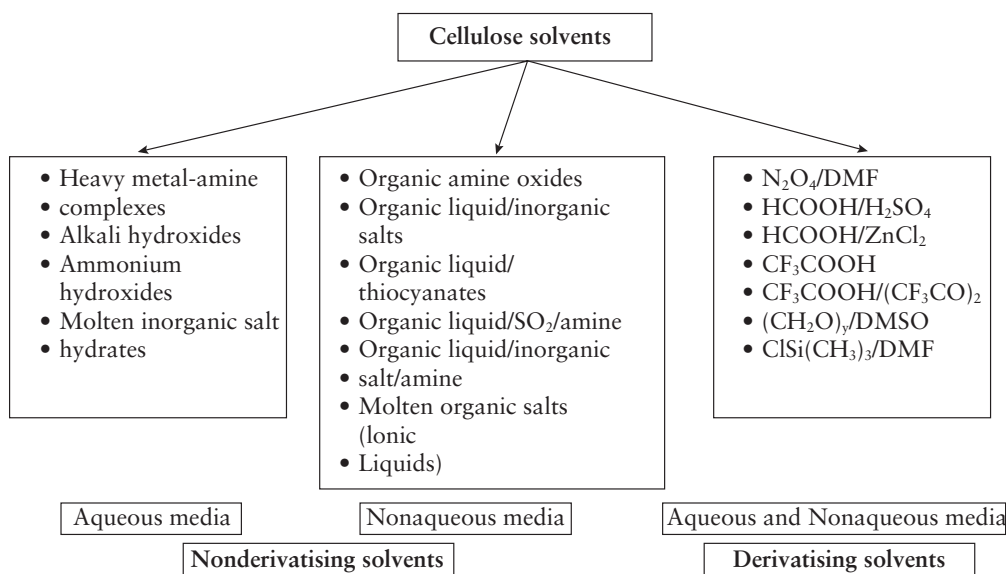 Cellulose solvents
• Heavy metal-amine
• complexes
• Alkali hydroxides
• Ammonium
hydroxides
• Molten inorganic salt
• hydrates
• Organic amine oxides
• Organic liquid/inorganic
salts
• Organic liquid/
thiocyanates
• Organic liquid/SO₂/amine
• Organic liquid/inorganic
• salt/amine
• Molten organic salts
(lonic
• Liquids)
• N₂O₄/DMF
• HCOOH/H₂SO₄
• HCOOH/ZnCl₂
• CF₃COOH
• CF₃COOH/(CF₃CO)₂
• (CH₂O)ᵧ/DMSO
• ClSi(CH₃)₃/DMF
Aqueous media
Nonaqueous media
Aqueous and Nonaqueous media
Nonderivatising solvents
Derivatising solvents